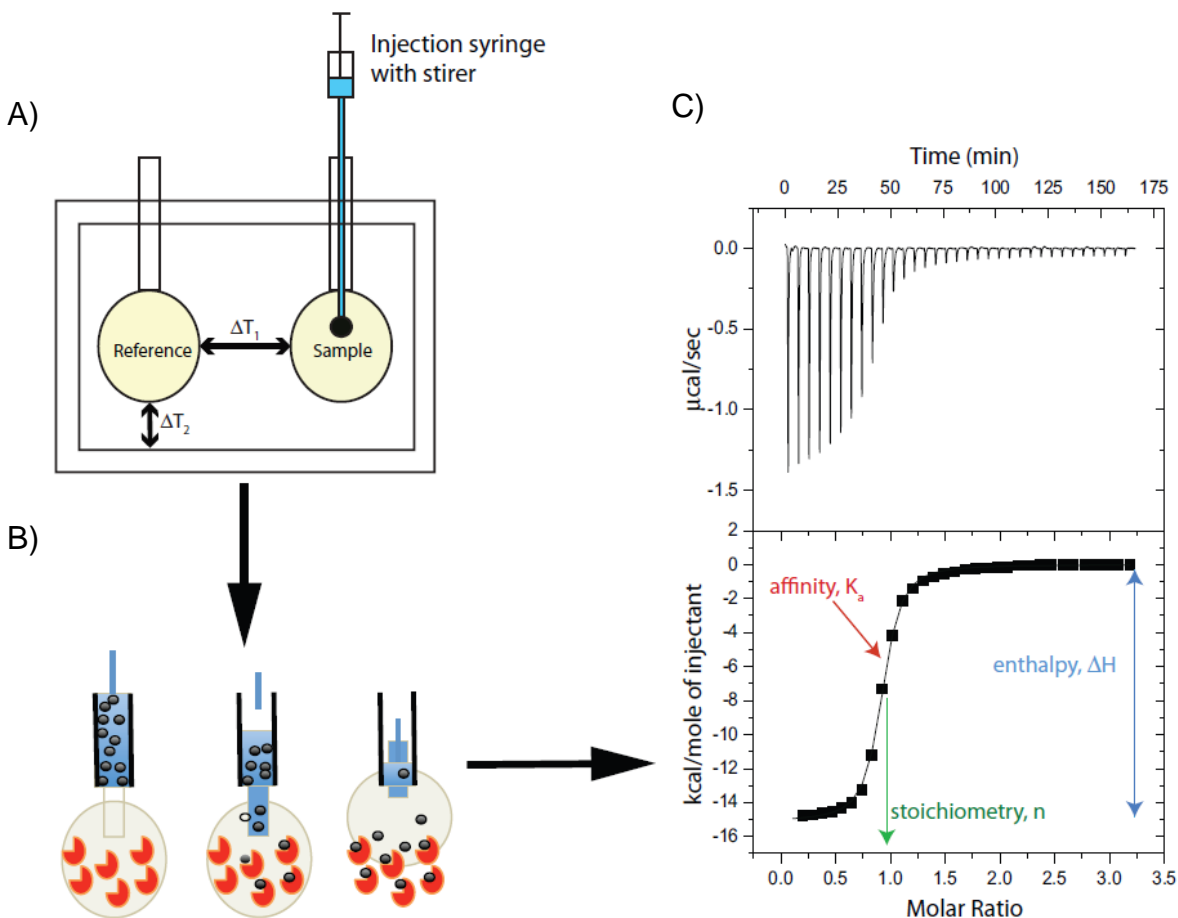 A)
Injection syringe
with stirer
Reference
ΔT₁
Sample
ΔT₂
B)
C)
Time (min)
0 25 50 75 100 125 150 175
0.0
-0.5
-1.0
-1.5
µcal/sec
2
0
-2
-4
-6
-8
-10
-12
-14
-16
kcal/mole of injectant
affinity, Kₐ
enthalpy, ΔH
stoichiometry, n
0.0 0.5 1.0 1.5 2.0 2.5 3.0 3.5
Molar Ratio